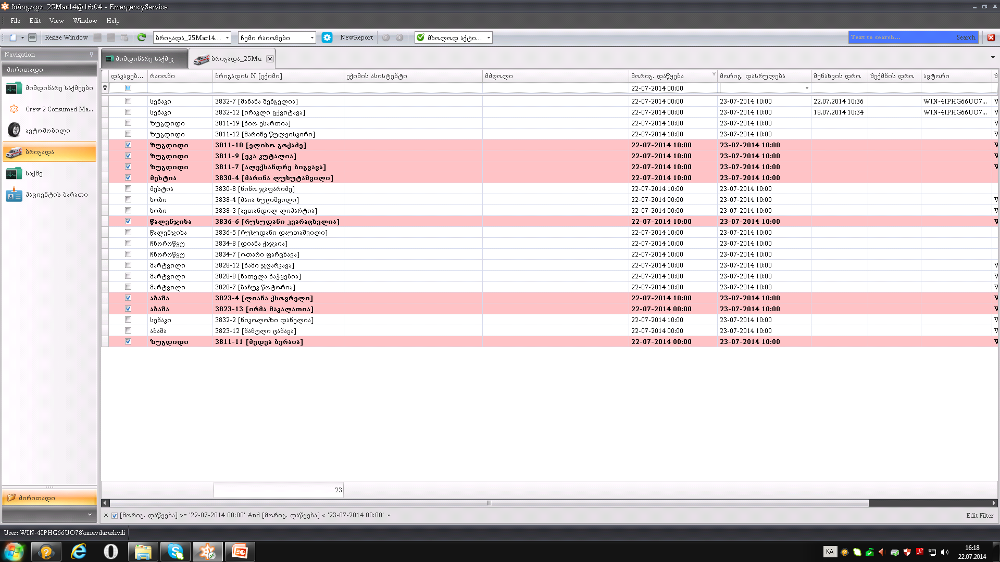 ბრიგადა_25Mar14@16:04 - EmergencyService
File Edit View Window Help
Resize Window ბრიგადა_25Mar14... ჩემი რაიონები NewReport მხოლოდ აქტი... Text to search... Search
Navigation
ძირითადი
მიმდინარე საქმეები
Crew 2 Consumed Ma...
ავტომობილი
ბრიგადა
საქმე
პაციენტის ბარათი
ძირითადი
მიმდინარე საქმეე ბრიგადა_25Ma
დაკავებ... რაიონი ბრიგადის N [ექიმი] ექიმის ასისტენტი მძღოლი მორიგ. დაწყება მორიგ. დასრულება შენახვის დრო შექმნის დრო ავტორი
22-07-2014 00:00
სენაკი 3832-7 [მანანა შენგელია] 22-07-2014 00:00 23-07-2014 10:00 22.07.2014 10:36 WIN-4IPHG66UO7...
სენაკი 3832-12 [ირაკლი ცქვიტავა] 22-07-2014 00:00 23-07-2014 10:00 18.07.2014 10:34 WIN-4IPHG66UO7...
ზუგდიდი 3811-19 [ნიო ესართია] 22-07-2014 10:00 23-07-2014 10:00
ზუგდიდი 3811-12 [მარინე წულეისკირი] 22-07-2014 10:00 23-07-2014 10:00
ზუგდიდი 3811-10 [ელისო გოქაძე] 22-07-2014 10:00 23-07-2014 10:00
ზუგდიდი 3811-9 [ეკა კუტალია] 22-07-2014 10:00 23-07-2014 10:00
ზუგდიდი 3811-7 [ალექსანდრე ბიგვავა] 22-07-2014 10:00 23-07-2014 10:00
მესტია 3830-4 [მარინა ლუხუტაშვილი] 22-07-2014 10:00 23-07-2014 10:00
მესტია 3830-8 [ნინო ჯაფარიძე] 22-07-2014 10:00 23-07-2014 10:00
ხობი 3838-4 [მაია ხუციშვილი] 22-07-2014 00:00 23-07-2014 10:00
ხობი 3838-3 [ავთანდილ ლიპარტია] 22-07-2014 00:00 23-07-2014 10:00
წალენჯიხა 3836-6 [რუსუდანი კვარაცხელია] 22-07-2014 10:00 23-07-2014 10:00
წალენჯიხა 3836-5 [რუსუდანი დაუთაშვილი] 22-07-2014 10:00 23-07-2014 10:00
ჩხოროწყუ 3834-8 [დიანა ქაჯაია] 22-07-2014 10:00 23-07-2014 10:00
ჩხოროწყუ 3834-7 [ოთარი ფარცხავა] 22-07-2014 10:00 23-07-2014 10:00
მარტვილი 3828-12 [ნამი ჯღარკავა] 22-07-2014 10:00 23-07-2014 10:00
მარტვილი 3828-8 [ნათელა ნაჭყებია] 22-07-2014 10:00 23-07-2014 10:00
მარტვილი 3828-7 [ბაჩუკ წოტორია] 22-07-2014 10:00 23-07-2014 10:00
აბაშა 3823-4 [ლიანა ქსოვრელი] 22-07-2014 10:00 23-07-2014 10:00
აბაშა 3823-13 [ირმა მაკალათია] 22-07-2014 00:00 23-07-2014 10:00
სენაკი 3832-2 [ნიკოლოზი დანელია] 22-07-2014 10:00 23-07-2014 10:00
აბაშა 3823-12 [ნანული ცანავა] 22-07-2014 00:00 23-07-2014 10:00
ზუგდიდი 3811-11 [მედეა ბერაია] 22-07-2014 00:00 23-07-2014 10:00
23
[მორიგ. დაწყება] >= '22-07-2014 00:00' And [მორიგ. დაწყება] < '23-07-2014 00:00' Edit Filter
User: WIN-4IPHG66UO78\nnavdarashvili
KA 16:18
22.07.2014